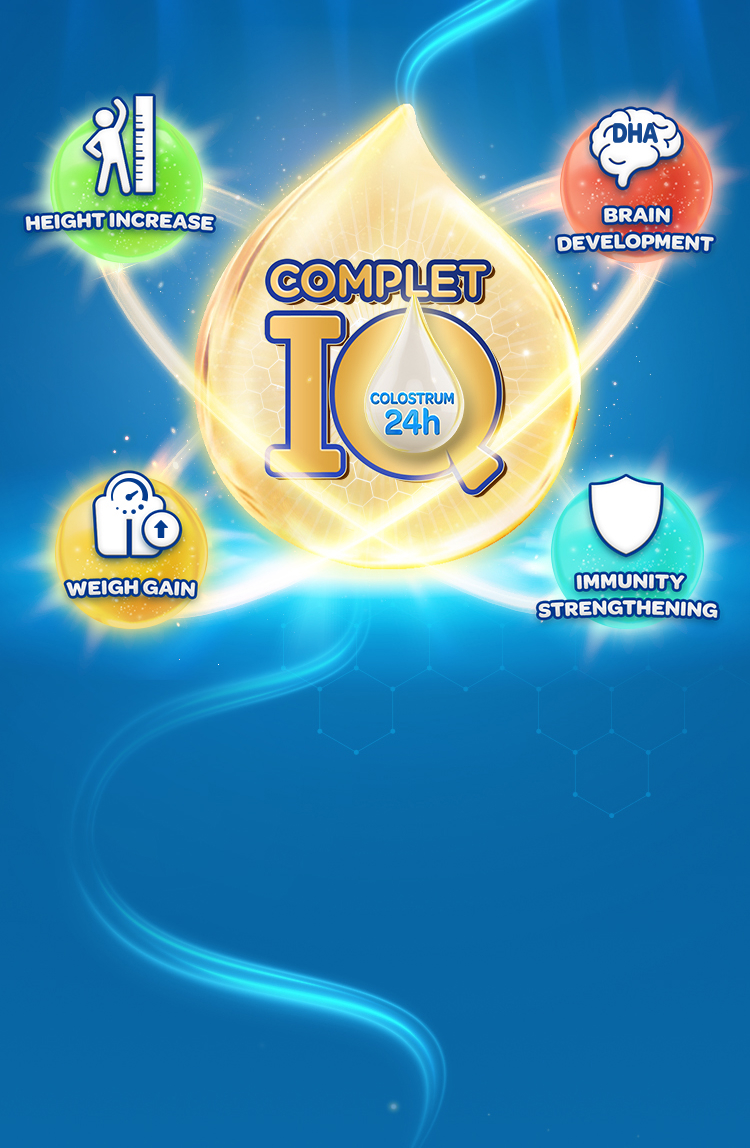 HEIGHT INCREASE
DHA
BRAIN
DEVELOPMENT
COMPLET
IQ
COLOSTRUM
24h
WEIGH GAIN
IMMUNITY
STRENGTHENING